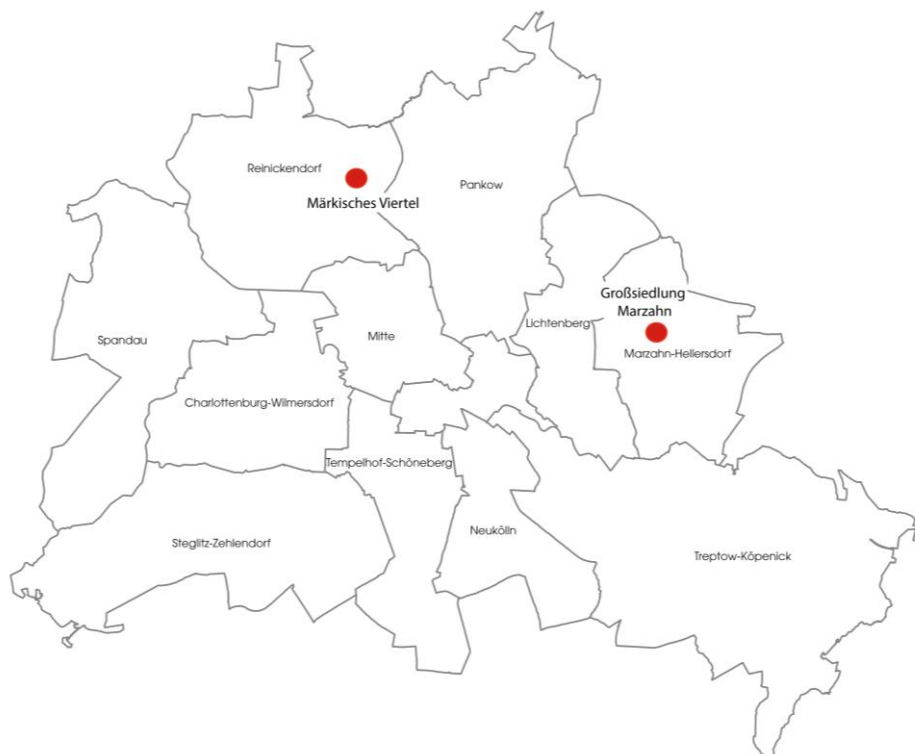 Reinickendorf
Pankow
Märkisches Viertel
Großsiedlung
Marzahn
Lichtenberg
Mitte
Spandau
Marzahn-Hellersdorf
Charlottenburg-Wilmersdorf
Tempelhof-Schöneberg
Neukölln
Steglitz-Zehlendorf
Treptow-Köpenick